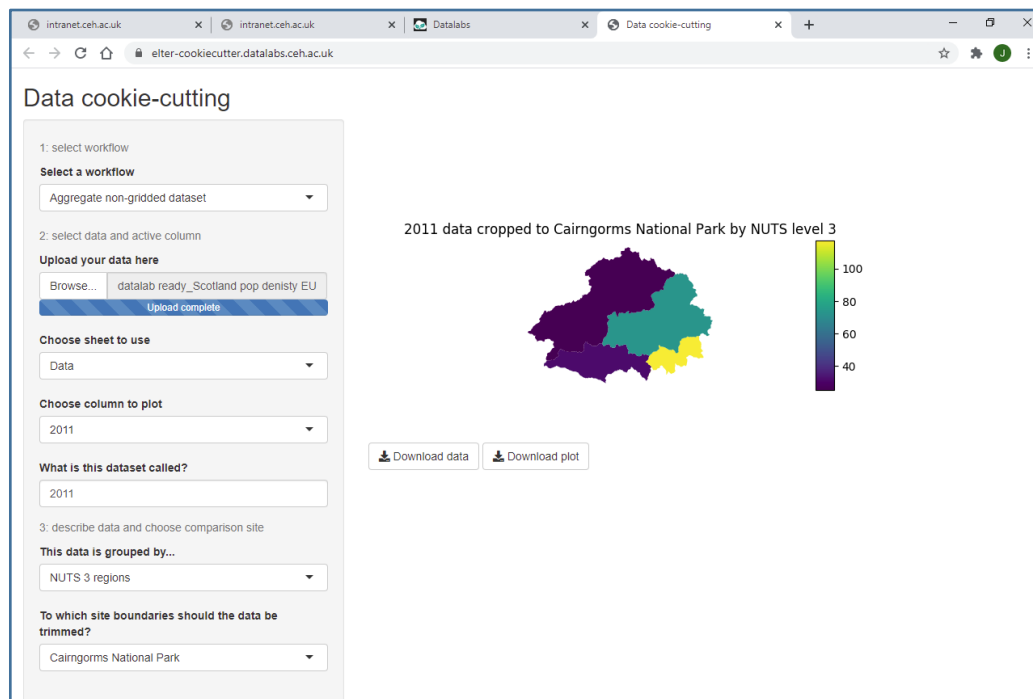 intranet.ceh.ac.uk
intranet.ceh.ac.uk
Datalabs
Data cookie-cutting
elter-cookiecutter.datalabs.ceh.ac.uk
J
Data cookie-cutting
1: select workflow
Select a workflow
Aggregate non-gridded dataset
2: select data and active column
Upload your data here
Browse... datalab ready_Scotland pop denisty EU
Upload complete
Choose sheet to use
Data
Choose column to plot
2011
What is this dataset called?
2011
3: describe data and choose comparison site
This data is grouped by...
NUTS 3 regions
To which site boundaries should the data be
trimmed?
Cairngorms National Park
2011 data cropped to Cairngorms National Park by NUTS level 3
100
80
60
40
Download data
Download plot